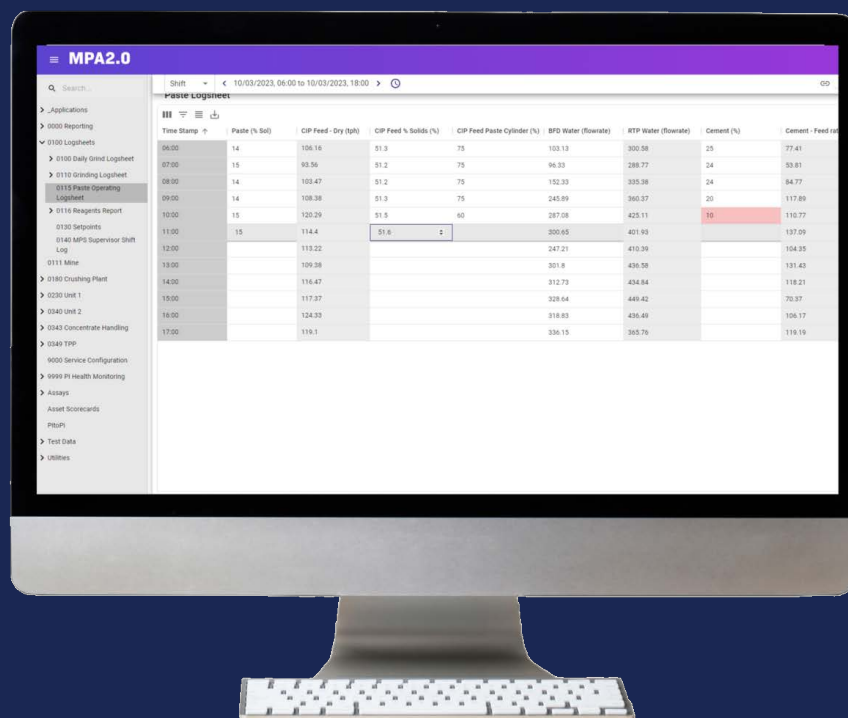 MPA2.0
Search...
Shift
10/03/2023, 06:00 to 10/03/2023, 18:00
Paste Logsheet
_Applications
0000 Reporting
0100 Logsheets
0100 Daily Grind Logsheet
0110 Grinding Logsheet
0115 Paste Operating
Logsheet
0116 Reagents Report
0130 Setpoints
0140 MPS Supervisor Shift
Log
0111 Mine
0180 Crushing Plant
0230 Unit 1
0340 Unit 2
0343 Concentrate Handling
0349 TPP
9000 Service Configuration
9999 PI Health Monitoring
Assays
Asset Scorecards
PItoPI
Test Data
Utilities
Time Stamp Paste (% Sol) CIP Feed - Dry (tph) CIP Feed % Solids (%) CIP Feed Paste Cylinder (%) BFD Water (flowrate) RTP Water (flowrate) Cement (%) Cement - Feed rat
06:00 14 106.16 51.3 75 103.13 300.58 25 77.41
07:00 15 93.56 51.2 75 96.33 288.77 24 53.81
08:00 14 103.47 51.2 75 152.33 335.38 24 64.77
09:00 14 108.38 51.3 75 245.89 360.37 20 117.89
10:00 15 120.29 51.5 60 287.08 425.11 10 110.77
11:00 15 114.4 51.6 300.65 401.93 137.09
12:00 113.22 247.21 410.39 104.35
13:00 109.38 301.8 436.58 131.43
14:00 116.47 312.73 434.84 118.21
15:00 117.37 328.64 449.42 70.37
16:00 124.33 318.83 436.49 106.17
17:00 119.1 336.15 365.76 119.19